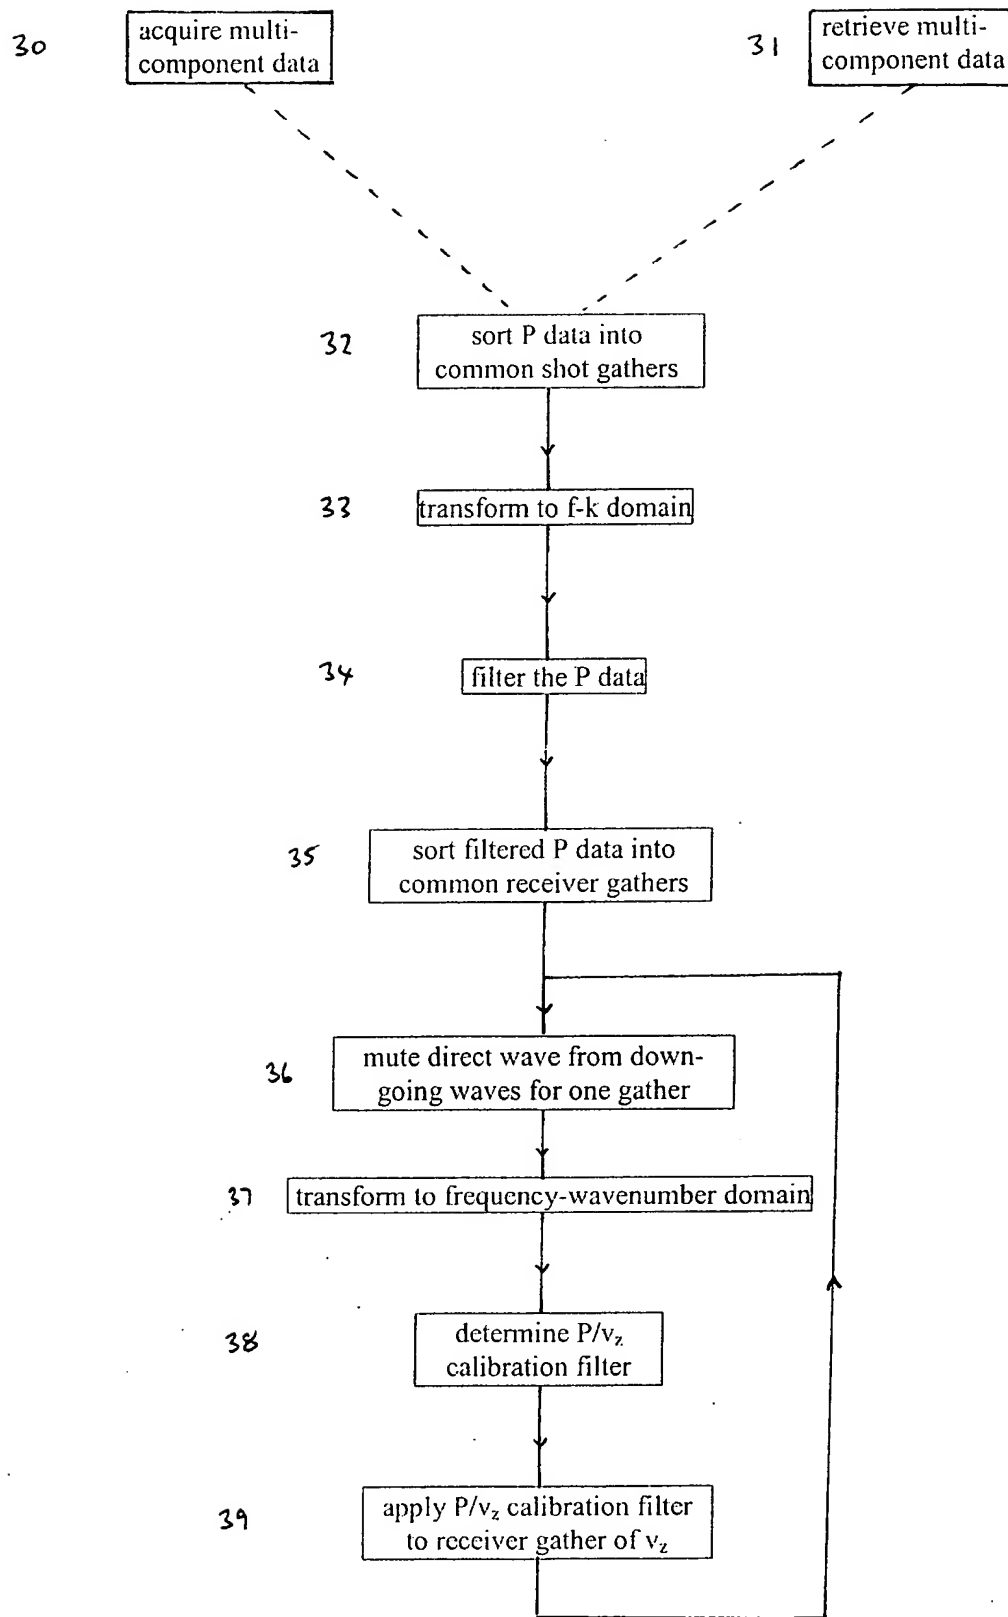 30
acquire multi-
component data
31
retrieve multi-
component data
32
sort P data into
common shot gathers
33
transform to f-k domain
34
filter the P data
35
sort filtered P data into
common receiver gathers
36
mute direct wave from down-
going waves for one gather
37
transform to frequency-wavenumber domain
38
determine P/vz
calibration filter
39
apply P/vz calibration filter
to receiver gather of vz